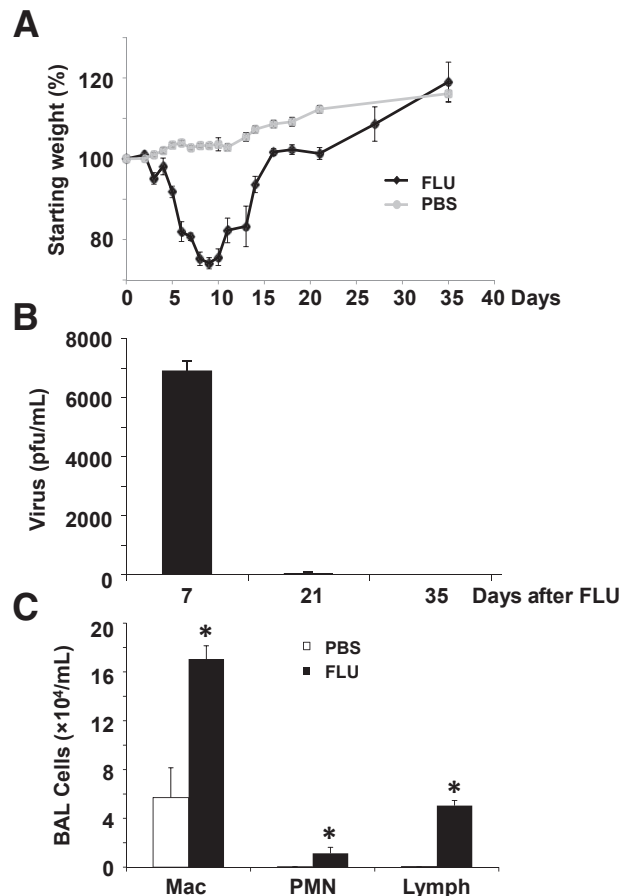 A
Starting weight (%)
120
100
80
FLU
PBS
0 5 10 15 20 25 30 35 40 Days
B
Virus (pfu/mL)
8000
6000
4000
2000
0
7 21 35 Days after FLU
C
BAL Cells (×10⁴/mL)
20
16
12
8
4
0
PBS
FLU
*
*
*
Mac PMN Lymph